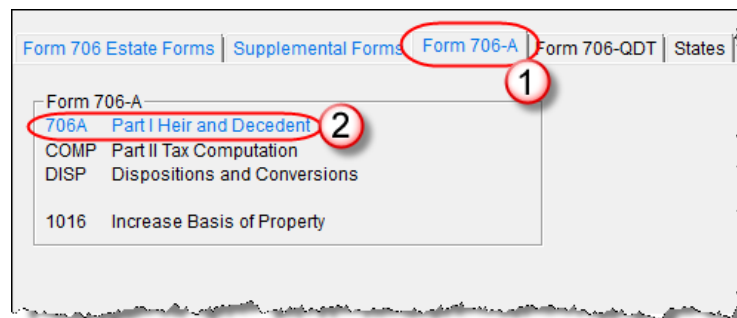 Form 706 Estate Forms Supplemental Forms Form 706-A Form 706-QDT States
1
Form 706-A
706A Part I Heir and Decedent 2
COMP Part II Tax Computation
DISP Dispositions and Conversions
1016 Increase Basis of Property